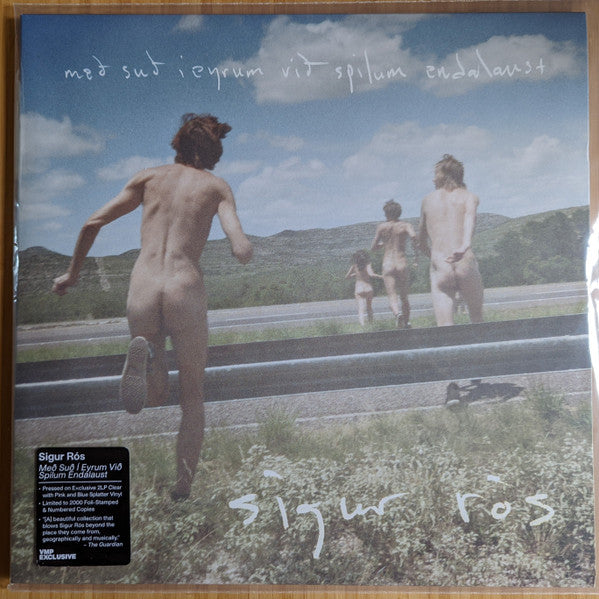 með suð i eyrum við spilum endalaust
Sigur Rós
Með Suð Í Eyrum Við
Spilum Endalaust
• Pressed on Exclusive 2LP Clear
with Pink and Blue Splatter Vinyl
• Limited to 2000 Foil-Stamped
& Numbered Copies
• "[A] beautiful collection that
blows Sigur Rós beyond the
place they come from,
geographically and musically."
– The Guardian
VMP
EXCLUSIVE
sigur rós